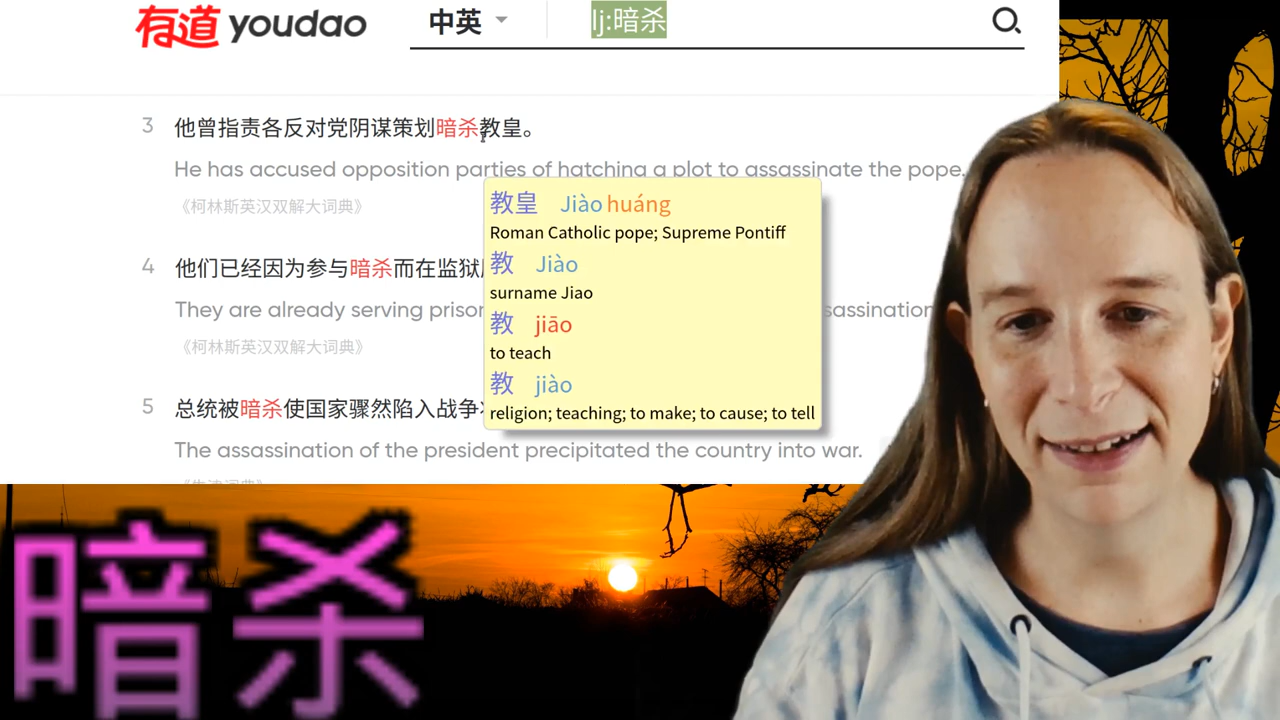 有道 youdao 中英 lj:暗杀
3 他曾指责各反对党阴谋策划暗杀教皇。
He has accused opposition parties of hatching a plot to assassinate the pope.
《柯林斯英汉双解大词典》
教皇 Jiào huáng
Roman Catholic pope; Supreme Pontiff
教 Jiào
surname Jiao
教 jiāo
to teach
教 jiào
religion; teaching; to make; to cause; to tell
4 他们已经因为参与暗杀而在监狱
They are already serving assassination
《柯林斯英汉双解大词典》
5 总统被暗杀使国家骤然陷入战争
The assassination of the president precipitated the country into war.
暗杀